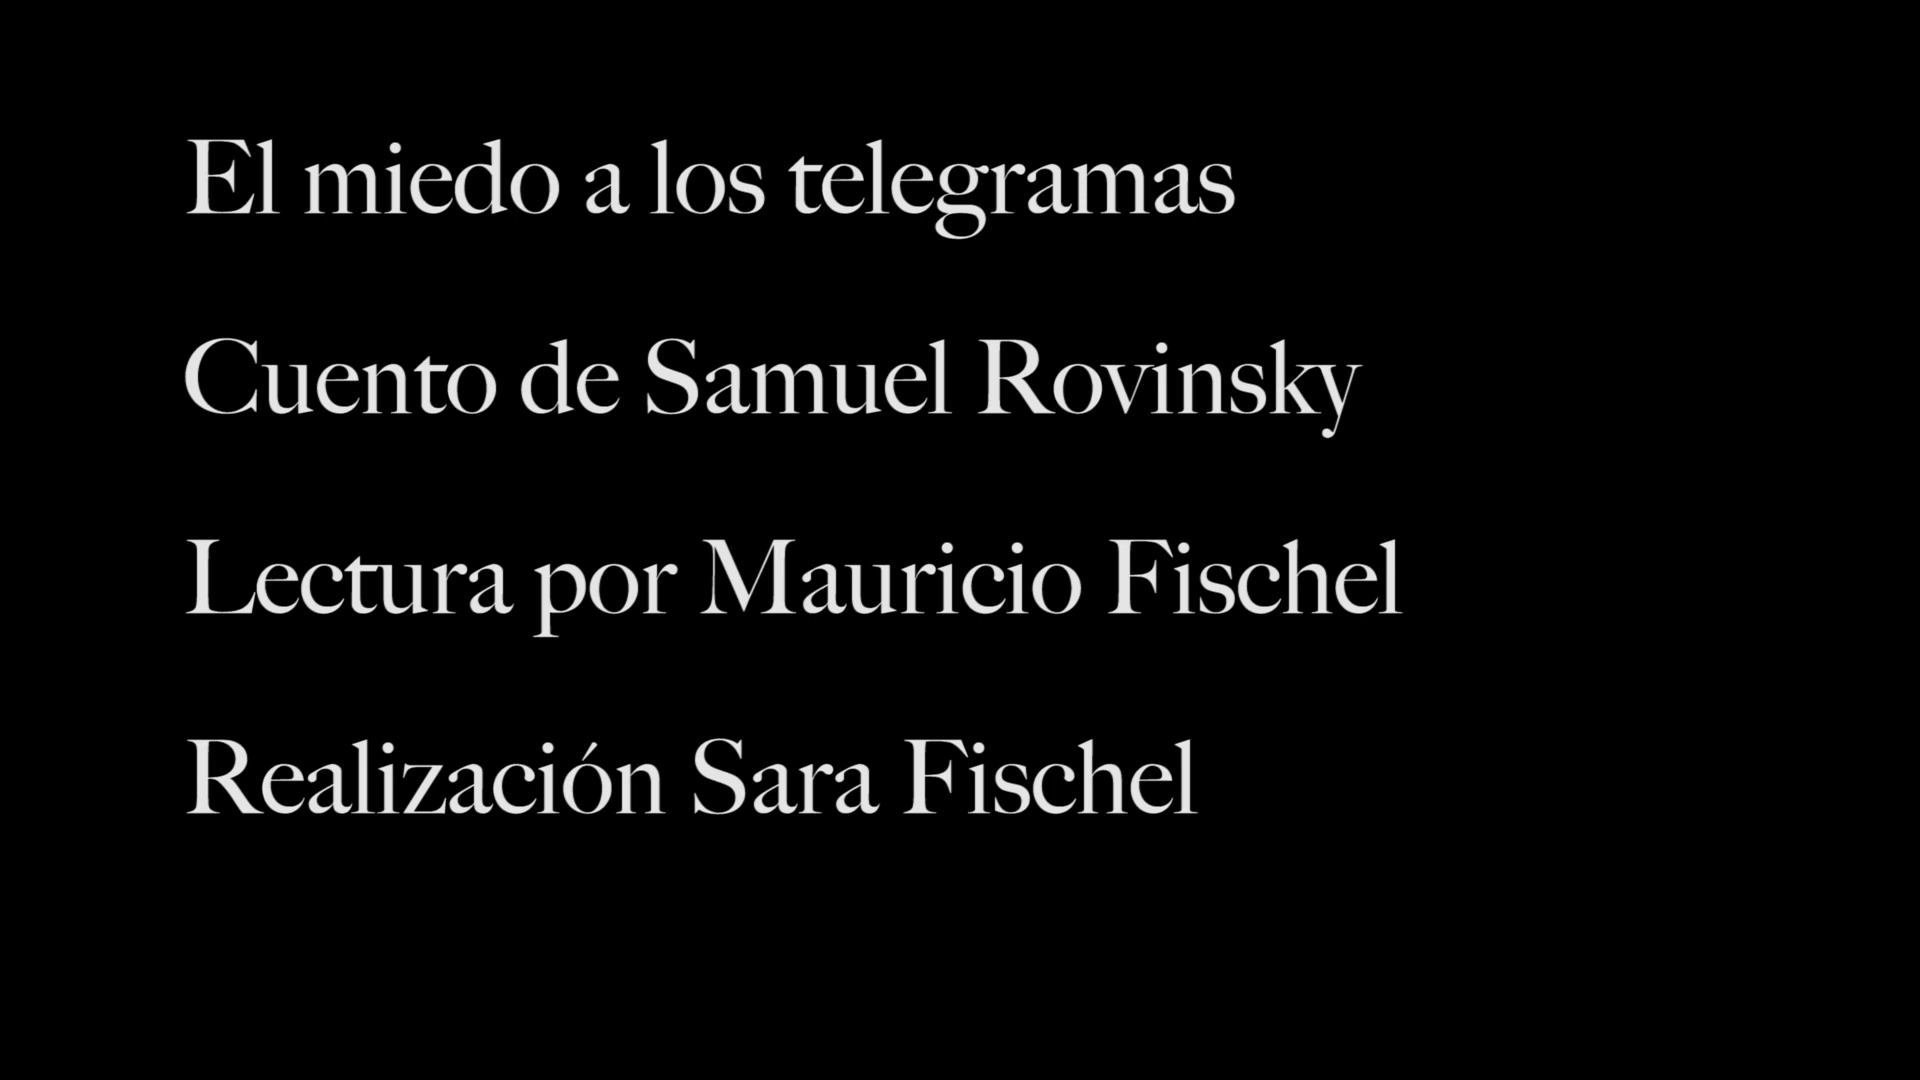 El miedo a los telegramas
Cuento de Samuel Rovinsky
Lectura por Mauricio Fischel
Realización Sara Fischel